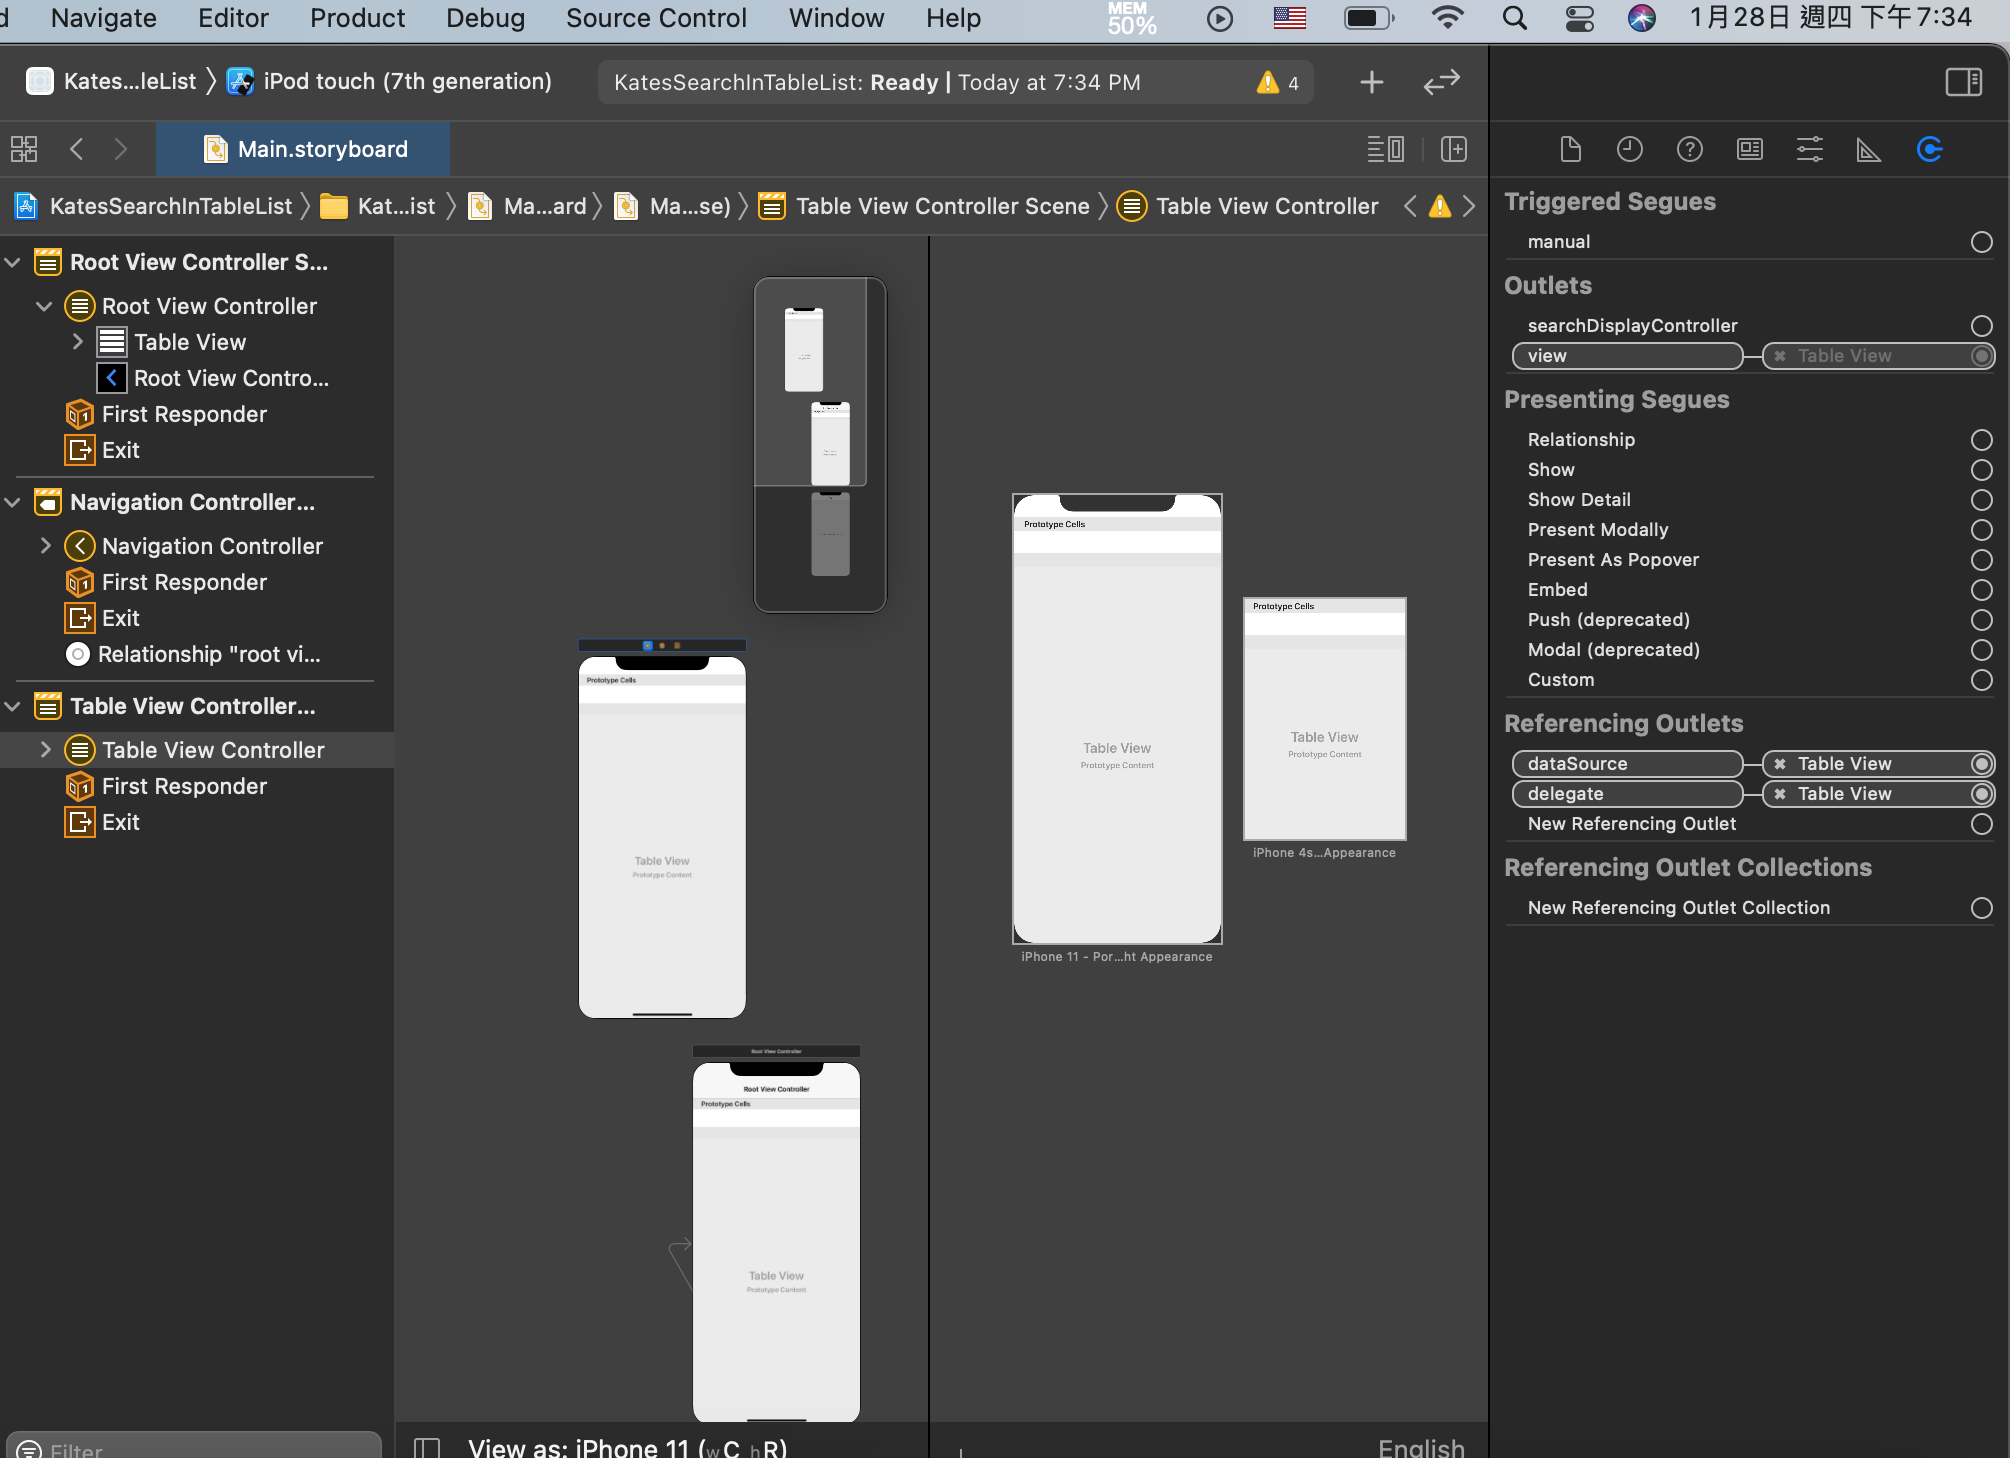 Navigate Editor Product Debug Source Control Window Help MEM 50% 1月28日 週四 下午7:34
Kates...leList iPod touch (7th generation) KatesSearchInTableList: Ready | Today at 7:34 PM 4
Main.storyboard
KatesSearchInTableList Kat...ist Ma...ard Ma...se) Table View Controller Scene Table View Controller
Root View Controller S...
Root View Controller
Table View
Root View Contro...
First Responder
Exit
Navigation Controller...
Navigation Controller
First Responder
Exit
Relationship "root vi...
Table View Controller...
Table View Controller
First Responder
Exit
Filter
Prototype Cells
Table View
Prototype Content
Root View Controller
Root View Controller
Prototype Cells
Table View
Prototype Content
View as: iPhone 11 (wC hR)
Prototype Cells
Table View
Prototype Content
iPhone 11 - Por...ht Appearance
Prototype Cells
Table View
Prototype Content
iPhone 4s...Appearance
English
Triggered Segues
manual
Outlets
searchDisplayController
view Table View
Presenting Segues
Relationship
Show
Show Detail
Present Modally
Present As Popover
Embed
Push (deprecated)
Modal (deprecated)
Custom
Referencing Outlets
dataSource Table View
delegate Table View
New Referencing Outlet
Referencing Outlet Collections
New Referencing Outlet Collection